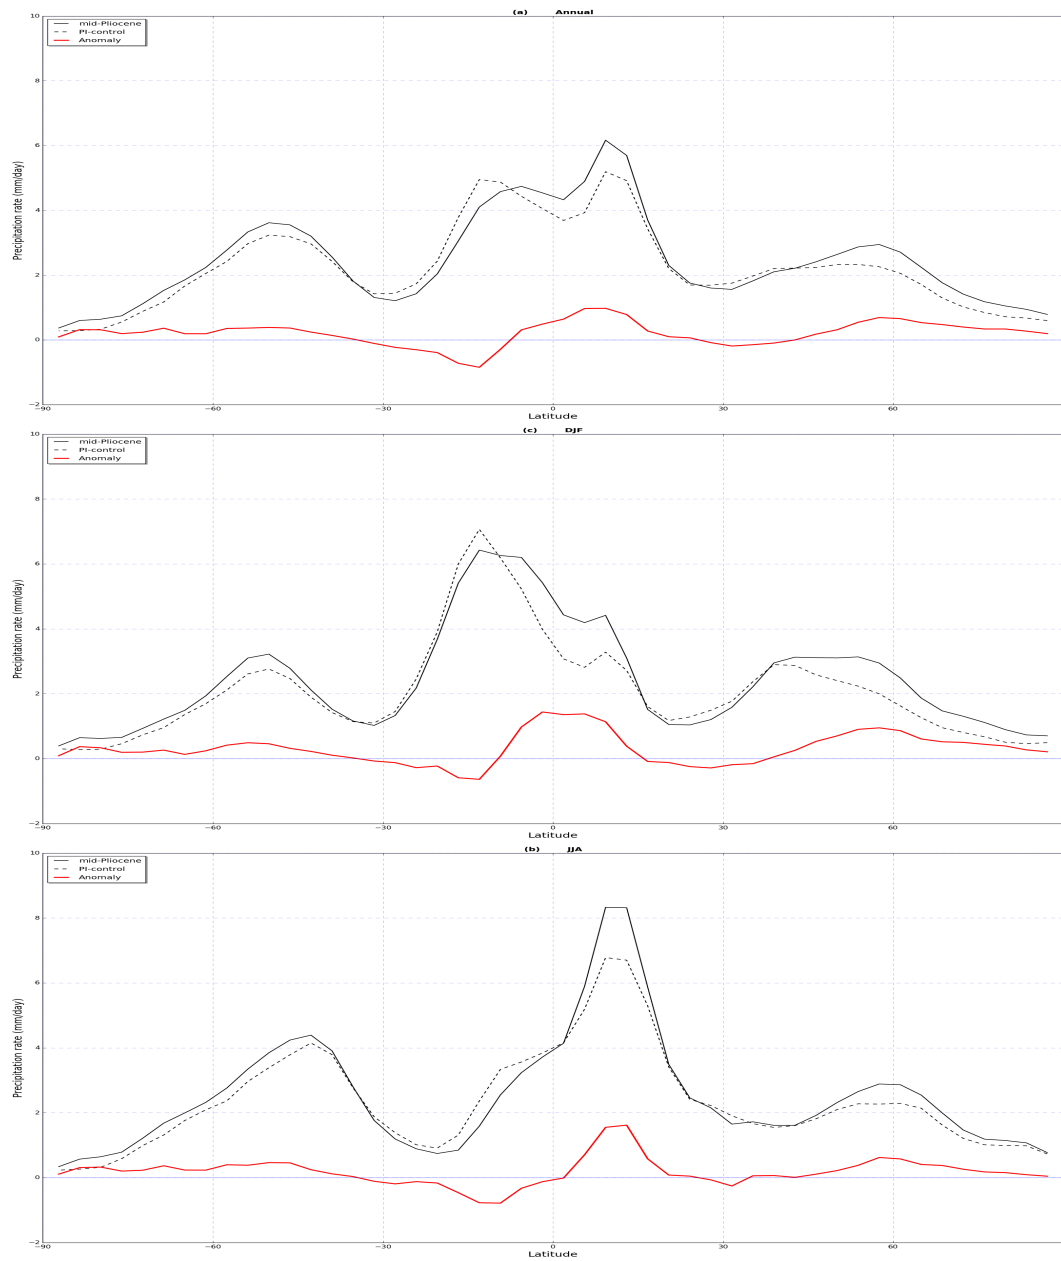 (a) Annual
10
8
6
4
2
0
−2
mid-Pliocene
PI-control
Anomaly
Precipitation rate (mm/day)
−90 −60 −30 0 30 60
Latitude
(c) DJF
10
8
6
4
2
0
−2
mid-Pliocene
PI-control
Anomaly
Precipitation rate (mm/day)
−90 −60 −30 0 30 60
Latitude
(b) JJA
10
8
6
4
2
0
−2
mid-Pliocene
PI-control
Anomaly
Precipitation rate (mm/day)
−90 −60 −30 0 30 60
Latitude